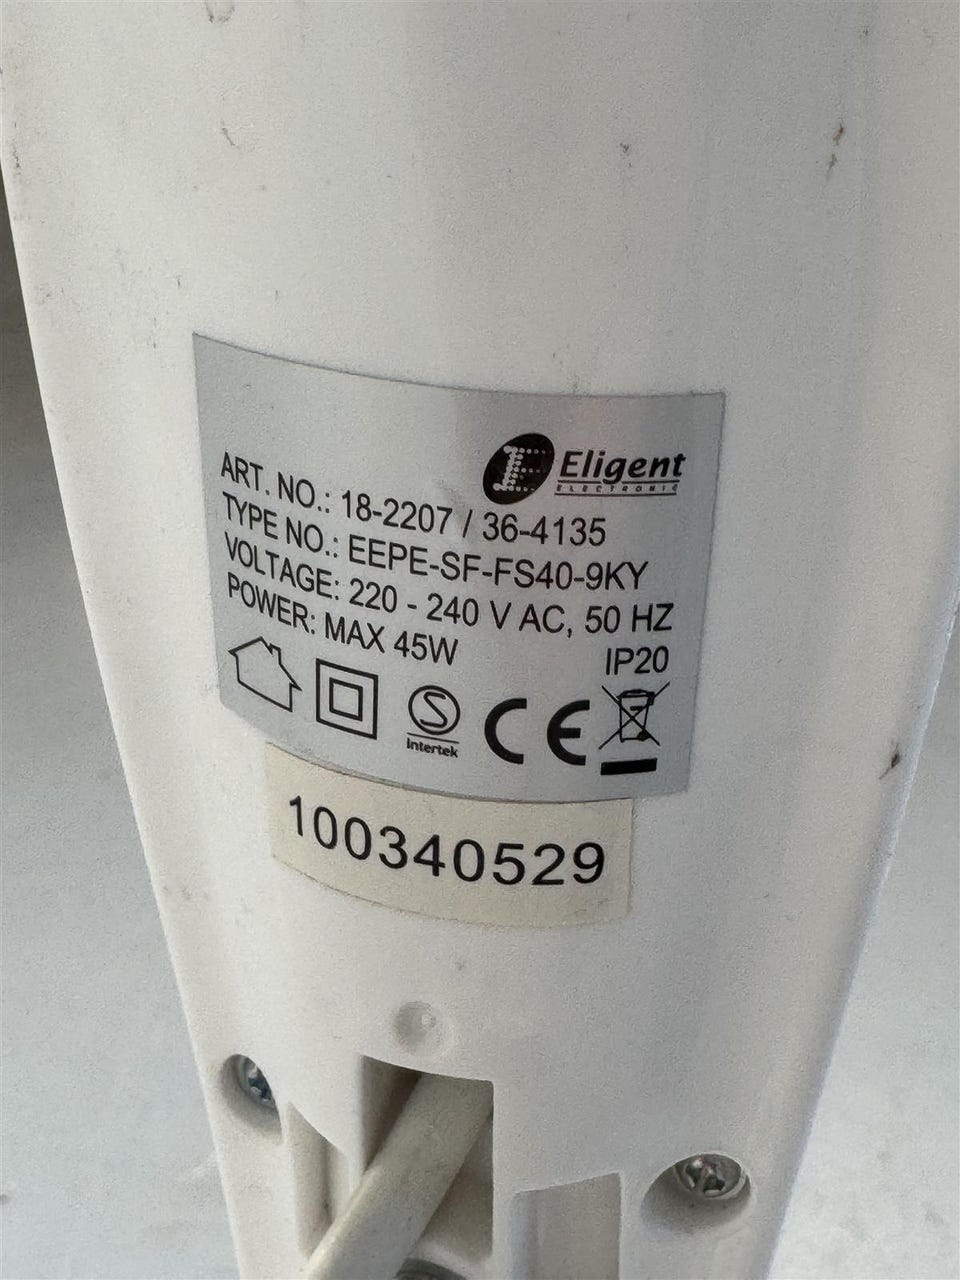 Eligent
ELECTRONIC
ART. NO.: 18-2207 / 36-4135
TYPE NO.: EEPE-SF-FS40-9KY
VOLTAGE: 220 - 240 V AC, 50 HZ
POWER: MAX 45W
IP20
S
Intertek
CE
100340529